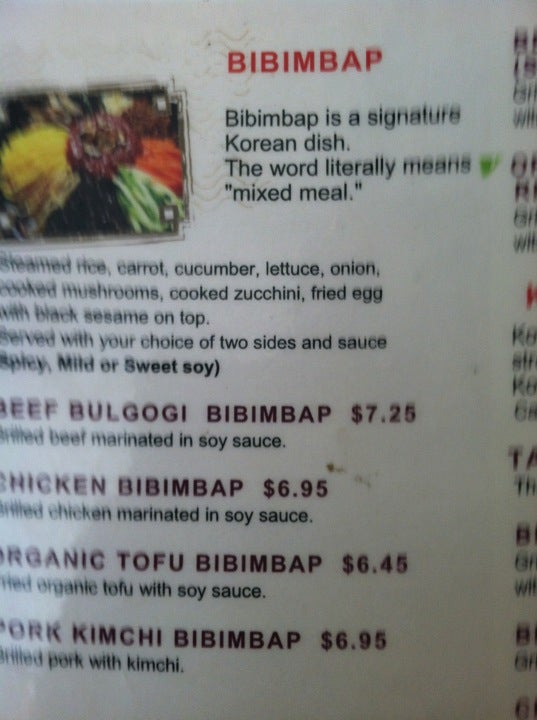 BIBIMBAP
Bibimbap is a signature
Korean dish.
The word literally means
"mixed meal."
Steamed rice, carrot, cucumber, lettuce, onion,
cooked mushrooms, cooked zucchini, fried egg
with black sesame on top.
Served with your choice of two sides and sauce
Spicy, Mild or Sweet soy)
BEEF BULGOGI BIBIMBAP $7.25
Grilled beef marinated in soy sauce.
CHICKEN BIBIMBAP $6.95
Grilled chicken marinated in soy sauce.
ORGANIC TOFU BIBIMBAP $6.45
Fried organic tofu with soy sauce.
PORK KIMCHI BIBIMBAP $6.95
Grilled pork with kimchi.